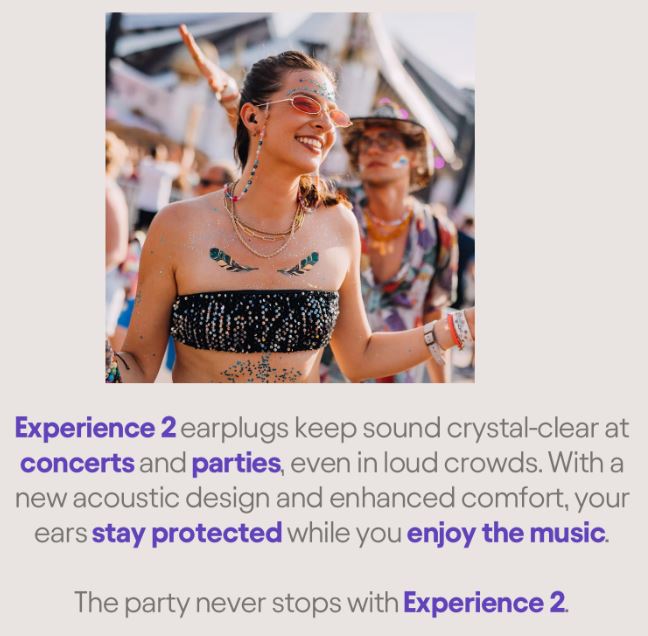 Experience 2 earplugs keep sound crystal-clear at
concerts and parties, even in loud crowds. With a
new acoustic design and enhanced comfort, your
ears stay protected while you enjoy the music.
The party never stops with Experience 2.